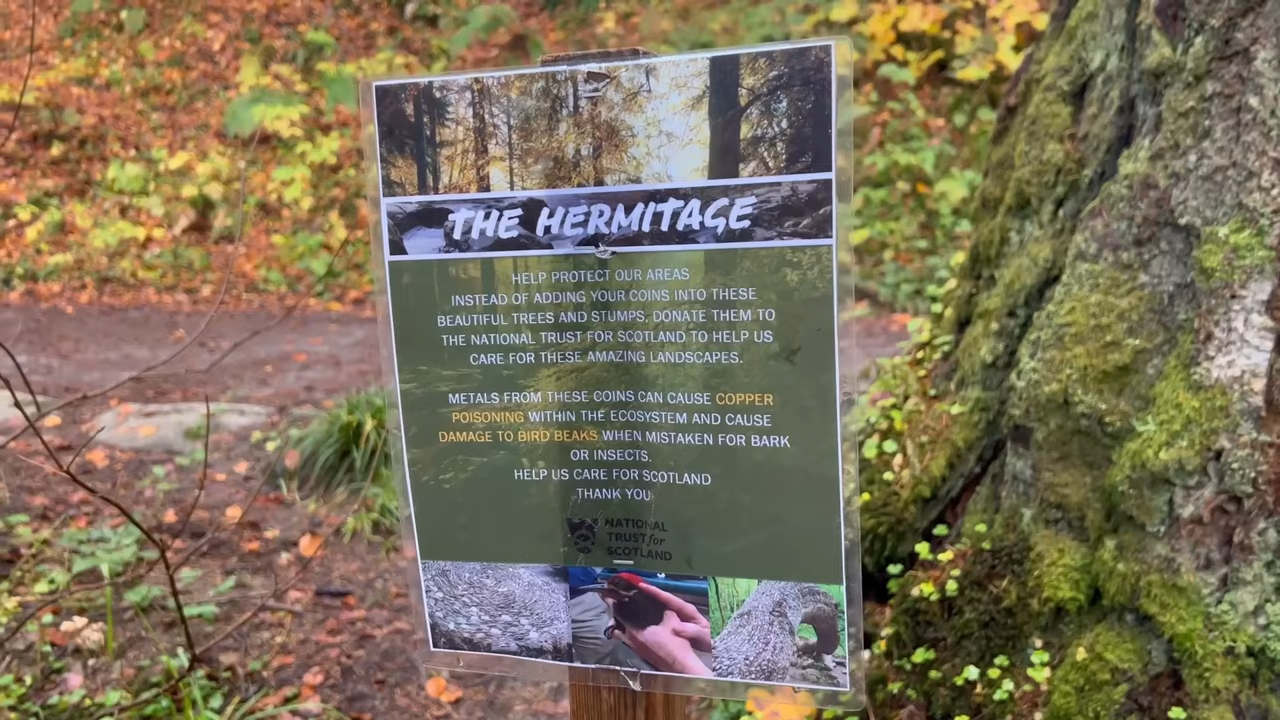 THE HERMITAGE
HELP PROTECT OUR AREAS
INSTEAD OF ADDING YOUR COINS INTO THESE
BEAUTIFUL TREES AND STUMPS, DONATE THEM TO
THE NATIONAL TRUST FOR SCOTLAND TO HELP US
CARE FOR THESE AMAZING LANDSCAPES.
METALS FROM THESE COINS CAN CAUSE COPPER
POISONING WITHIN THE ECOSYSTEM AND CAUSE
DAMAGE TO BIRD BEAKS WHEN MISTAKEN FOR BARK
OR INSECTS.
HELP US CARE FOR SCOTLAND
THANK YOU
NATIONAL
TRUST for
SCOTLAND